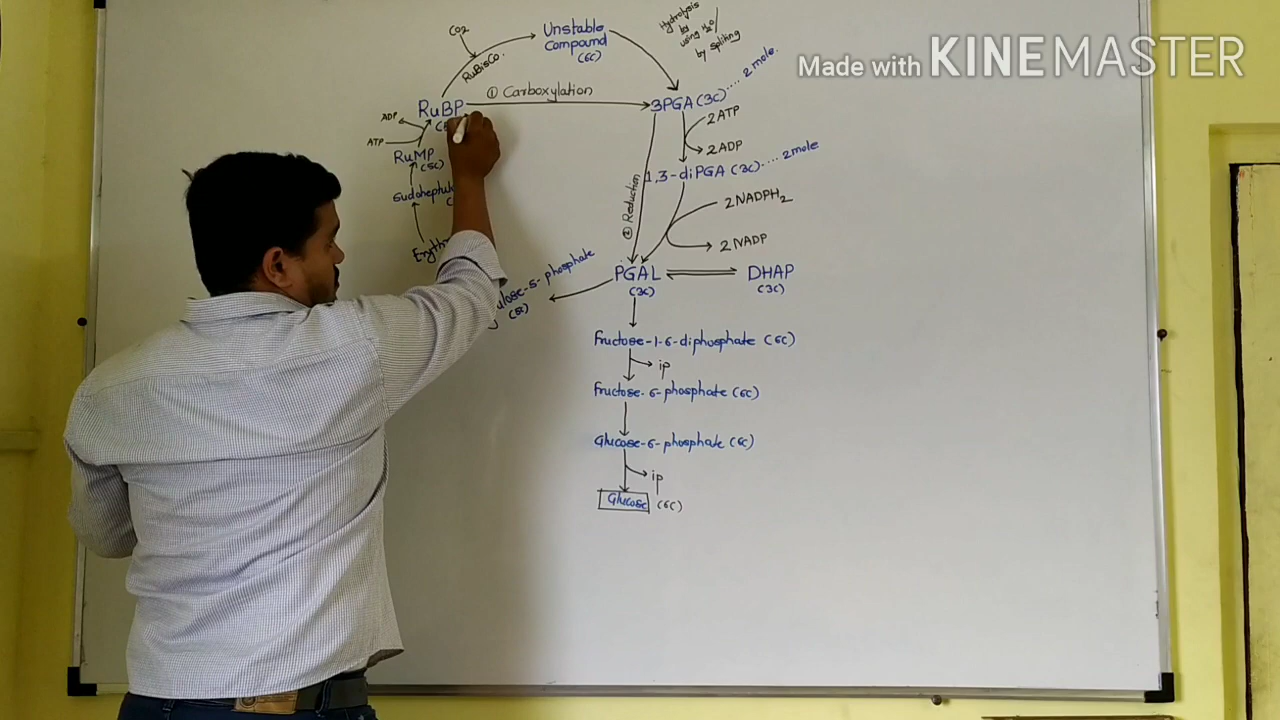 Made with KINEMASTER
CO2
RuBisCo.
Unstable
Compound
(6C)
Hydrolysis
by
using H2O/
by spliting
① Carboxylation
RuBP
3PGA (3C) .... 2 mole.
ADP
ATP
RuMP
(5C)
2ATP
2ADP
1,3-diPGA (3C) .... 2mole
② Reduction
2NADPH2
2NADP
PGAL
(3C)
DHAP
(3C)
ulose-5-phosphate
(5C)
fructose-1-6-diphosphate (6C)
ip
fructose-6-phosphate (6C)
Glucose-6-phosphate (6C)
ip
Glucose (6C)